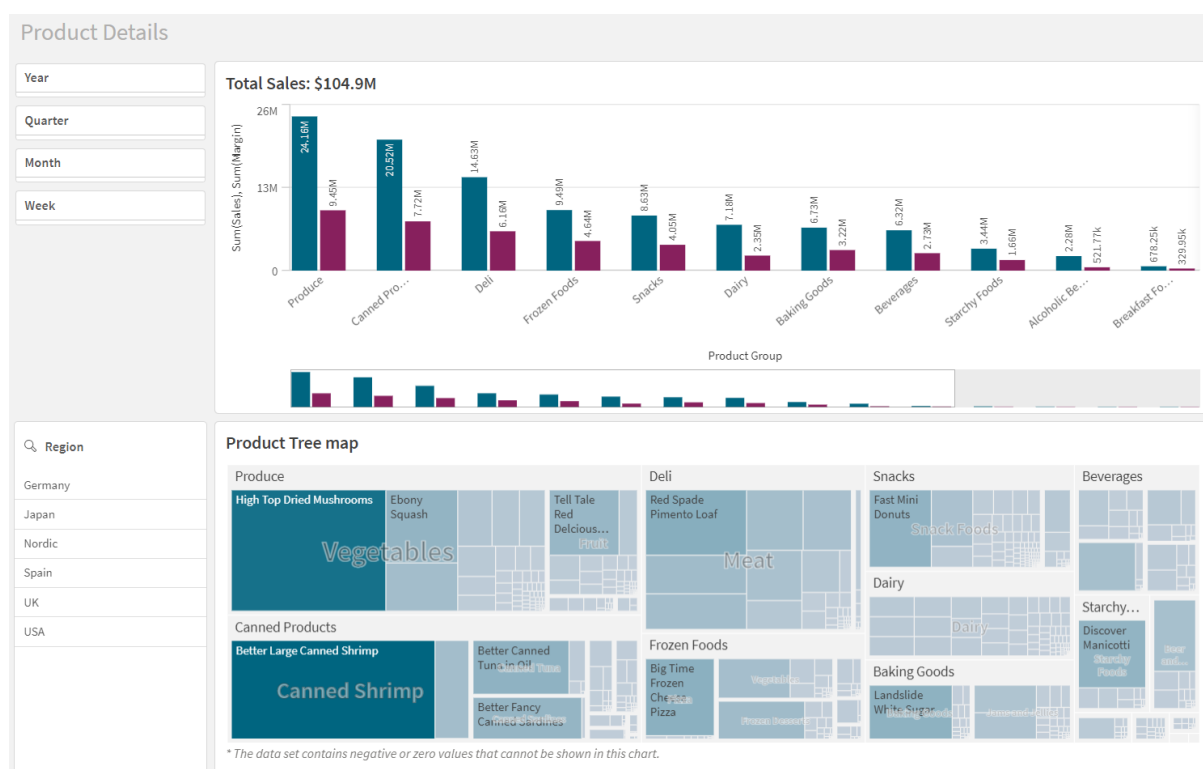 Product Details
Year
Quarter
Month
Week
Total Sales: $104.9M
Sum(Sales), Sum(Margin)
26M
13M
0
24.16M
9.45M
20.52M
7.72M
14.63M
6.16M
9.49M
4.64M
8.63M
4.05M
7.18M
2.35M
6.73M
3.22M
6.32M
2.73M
3.44M
1.66M
2.28M
521.77k
678.25k
329.95k
Produce
Canned Pro...
Deli
Frozen Foods
Snacks
Dairy
Baking Goods
Beverages
Starchy Foods
Alcoholic Be...
Breakfast Fo...
Product Group
Region
Germany
Japan
Nordic
Spain
UK
USA
Product Tree map
Produce
High Top Dried Mushrooms
Ebony
Squash
Vegetables
Tell Tale
Red
Delcious...
Fruit
Canned Products
Better Large Canned Shrimp
Canned Shrimp
Better Canned
Tuna in Oil
Canned Tuna
Better Fancy
Canned Sardines
Deli
Red Spade
Pimento Loaf
Meat
Frozen Foods
Big Time
Frozen
Cheese
Pizza
Vegetables
Frozen Desserts
Snacks
Fast Mini
Donuts
Snack Foods
Dairy
Dairy
Baking Goods
Landslide
White Sugar
Beverages
Starchy...
Discover
Manicotti
Starchy
Foods
Beer
and...
* The data set contains negative or zero values that cannot be shown in this chart.